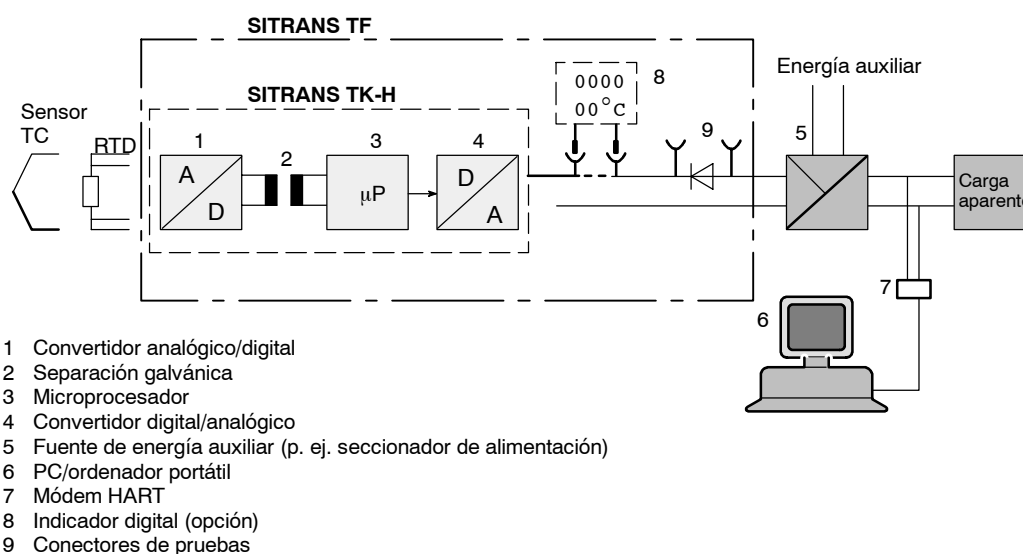 SITRANS TF
Energía auxiliar
0000
00°C
8
SITRANS TK-H
Sensor
TC
RTD
1
2
3
4
9
5
A
D
µP
D
A
Carga
aparente
7
6
1 Convertidor analógico/digital
2 Separación galvánica
3 Microprocesador
4 Convertidor digital/analógico
5 Fuente de energía auxiliar (p. ej. seccionador de alimentación)
6 PC/ordenador portátil
7 Módem HART
8 Indicador digital (opción)
9 Conectores de pruebas